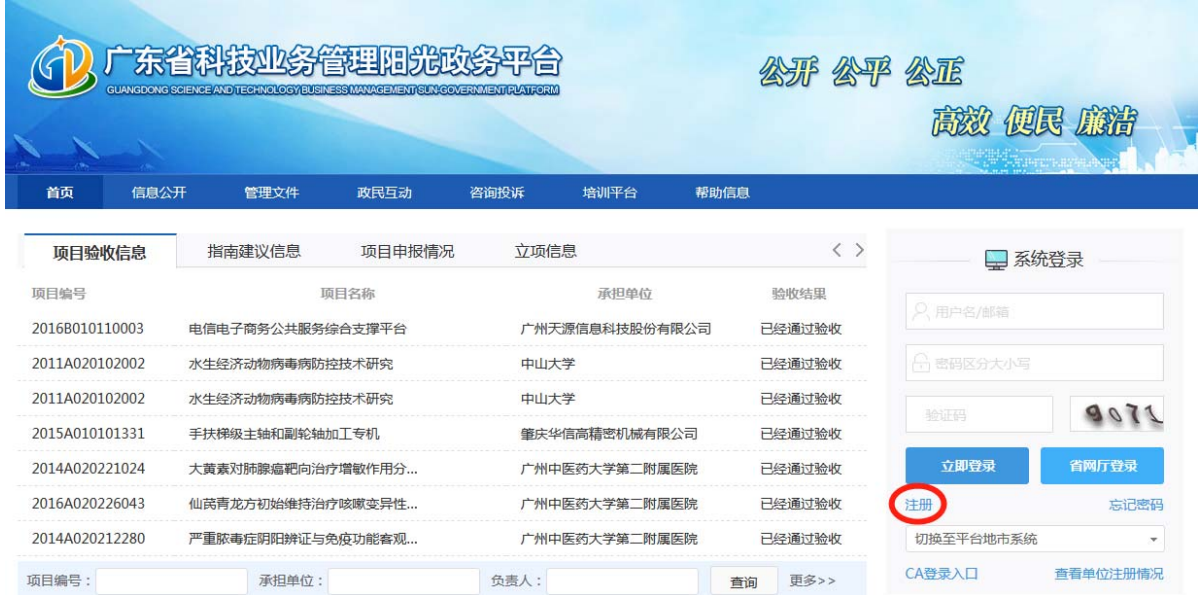 广东省科技业务管理阳光政务平台
GUANGDONG SCIENCE AND TECHNOLOGY BUSINESS MANAGEMENT SUN-GOVERNMENT PLATFORM
公开 公平 公正
高效 便民 廉洁
首页 信息公开 管理文件 政民互动 咨询投诉 培训平台 帮助信息
项目验收信息 指南建议信息 项目申报情况 立项信息 < >
项目编号 项目名称 承担单位 验收结果
2016B010110003 电信电子商务公共服务综合支撑平台 广州天源信息科技股份有限公司 已经通过验收
2011A020102002 水生经济动物病毒病防控技术研究 中山大学 已经通过验收
2011A020102002 水生经济动物病毒病防控技术研究 中山大学 已经通过验收
2015A010101331 手扶梯级主轴和副轮轴加工专机 肇庆华信高精密机械有限公司 已经通过验收
2014A020221024 大黄素对肺腺癌靶向治疗增敏作用分... 广州中医药大学第二附属医院 已经通过验收
2016A020226043 仙芪青龙方初始维持治疗咳嗽变异性... 广州中医药大学第二附属医院 已经通过验收
2014A020212280 严重脓毒症阴阳辨证与免疫功能客观... 广州中医药大学第二附属医院 已经通过验收
项目编号： 承担单位： 负责人： 查询 更多>>
系统登录
用户名/邮箱
密码区分大小写
验证码 9071
立即登录 省网厅登录
注册 忘记密码
切换至平台地市系统
CA登录入口 查看单位注册情况